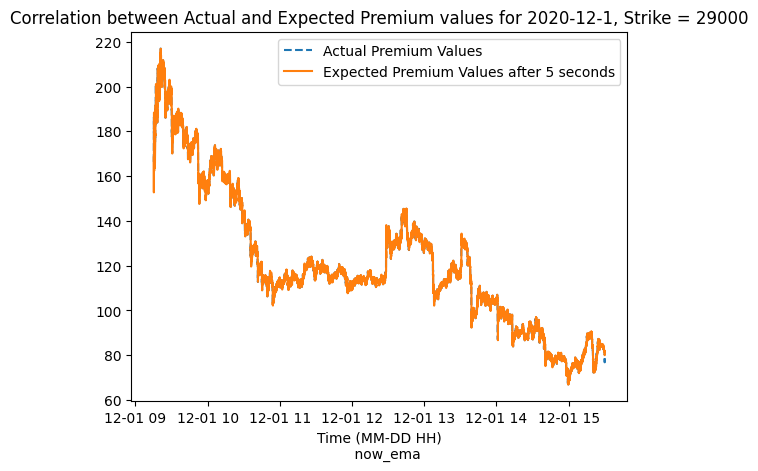 Correlation between Actual and Expected Premium values for 2020-12-1, Strike = 29000
Actual Premium Values
Expected Premium Values after 5 seconds
220
200
180
160
140
120
100
80
60
12-01 09 12-01 10 12-01 11 12-01 12 12-01 13 12-01 14 12-01 15
Time (MM-DD HH)
now_ema